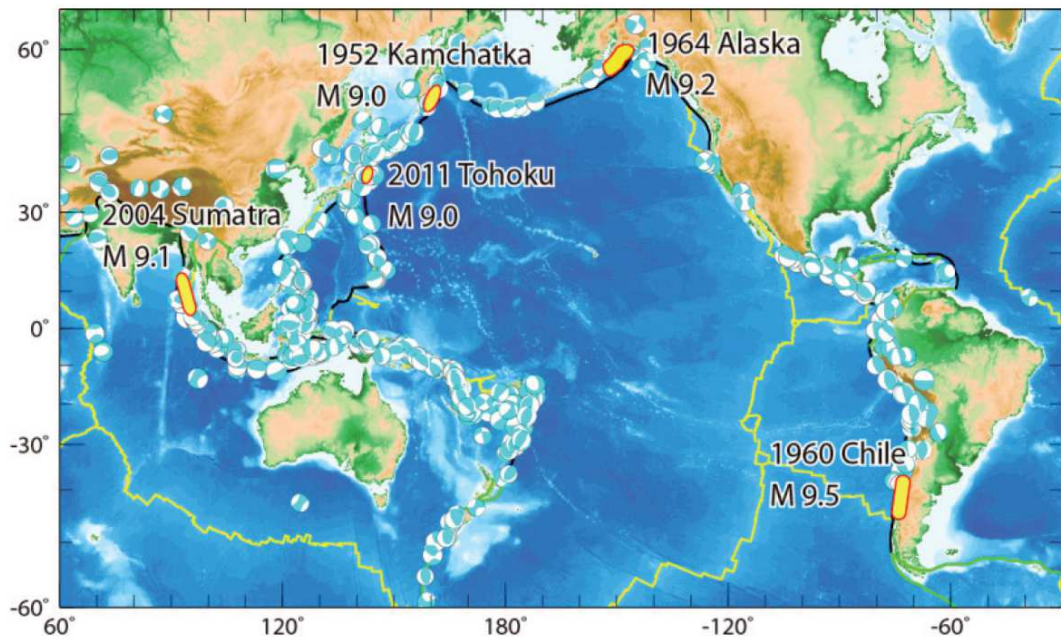 60°
30°
0°
-30°
-60°
1952 Kamchatka
M 9.0
1964 Alaska
M 9.2
2011 Tohoku
M 9.0
2004 Sumatra
M 9.1
1960 Chile
M 9.5
60
120
180
-120
-60